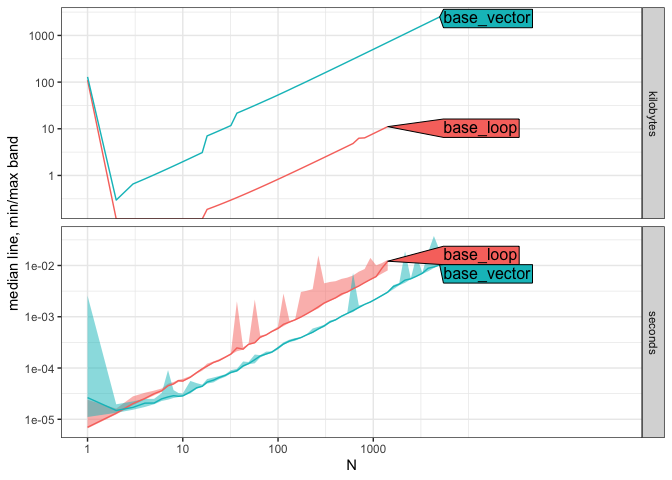 base_vector
1000
100
10
1
base_loop
kilobytes
median line, min/max band
base_loop
base_vector
1e-02
1e-03
1e-04
1e-05
seconds
1 10 100 1000
N